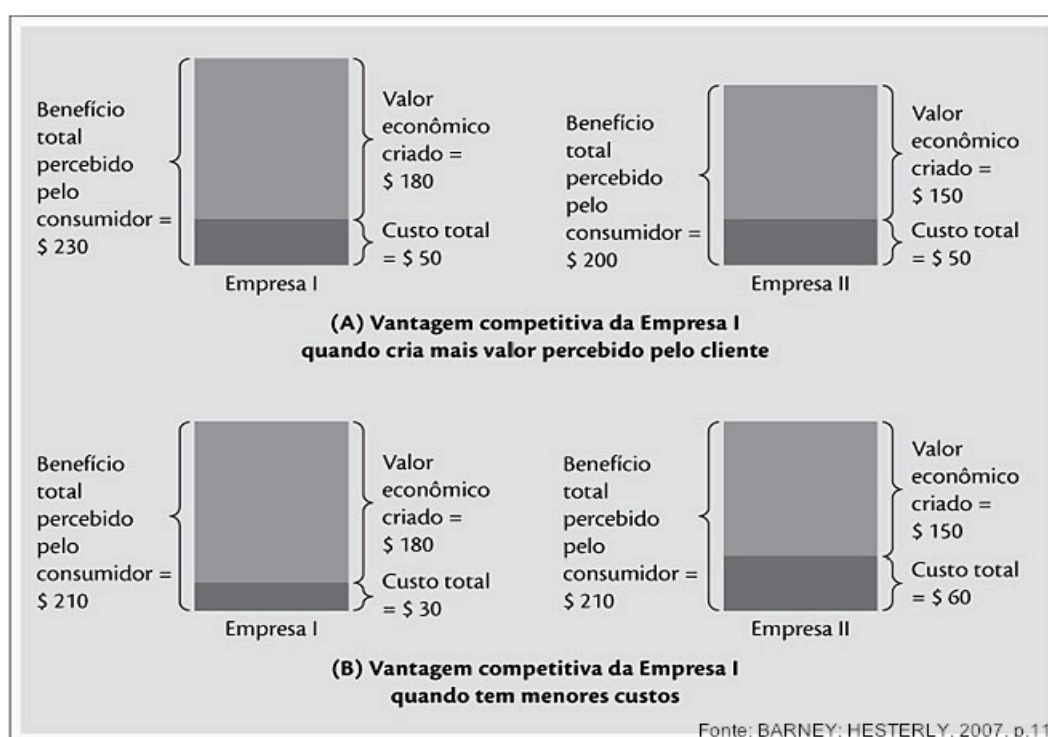 Benefício
total
percebido
pelo
consumidor =
$ 230
Valor
econômico
criado =
$ 180
Custo total
= $ 50
Empresa I
Benefício
total
percebido
pelo
consumidor =
$ 200
Valor
econômico
criado =
$ 150
Custo total
= $ 50
Empresa II
(A) Vantagem competitiva da Empresa I
quando cria mais valor percebido pelo cliente
Benefício
total
percebido
pelo
consumidor =
$ 210
Valor
econômico
criado =
$ 180
Custo total
= $ 30
Empresa I
Benefício
total
percebido
pelo
consumidor =
$ 210
Valor
econômico
criado =
$ 150
Custo total
= $ 60
Empresa II
(B) Vantagem competitiva da Empresa I
quando tem menores custos
Fonte: BARNEY; HESTERLY, 2007, p.11